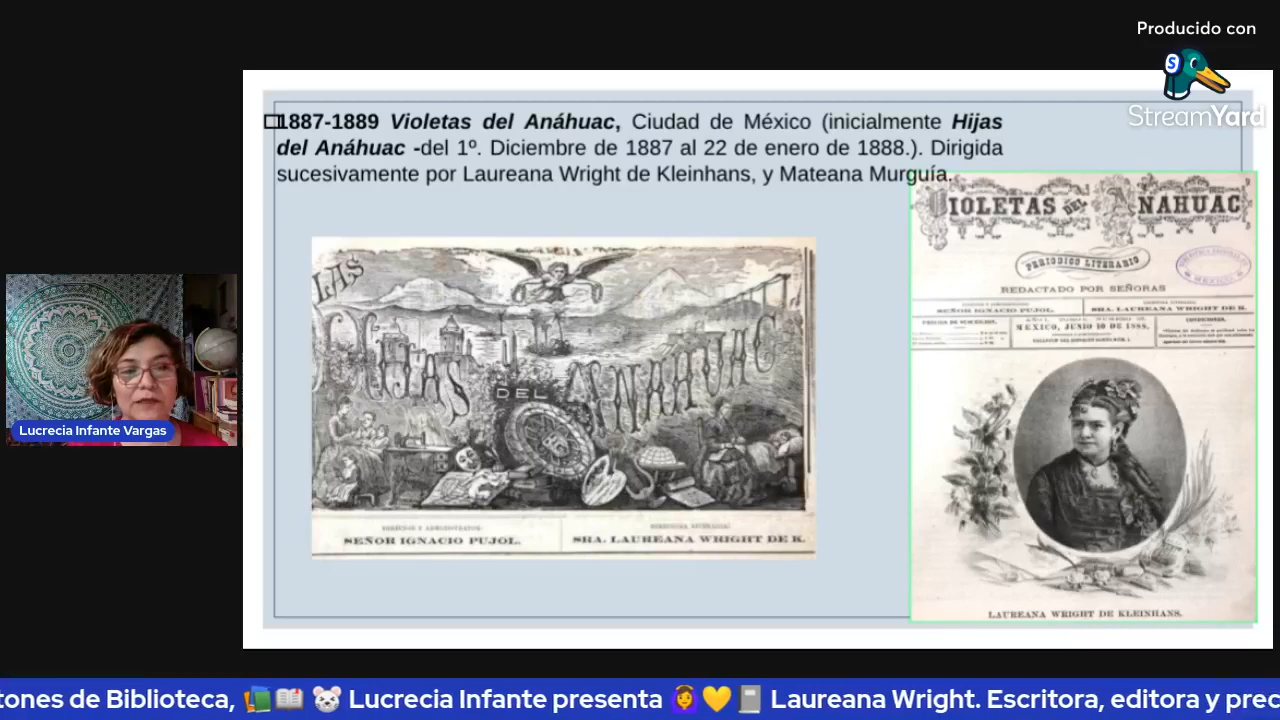 Producido con
StreamYard
1887-1889 Violetas del Anáhuac, Ciudad de México (inicialmente Hijas
del Anáhuac -del 1º. Diciembre de 1887 al 22 de enero de 1888.). Dirigida
sucesivamente por Laureana Wright de Kleinhans, y Mateana Murguía.
LAS
HIJAS DEL ANAHUAC
SEÑOR IGNACIO PUJOL.
SRA. LAUREANA WRIGHT DE K.
VIOLETAS DEL ANAHUAC
PERIODICO LITERARIO
REDACTADO POR SEÑORAS
SEÑOR IGNACIO PUJOL
SRA. LAUREANA WRIGHT DE K.
MEXICO, JUNIO 10 DE 1888.
LAUREANA WRIGHT DE KLEINHANS.
Lucrecia Infante Vargas
tones de Biblioteca, Lucrecia Infante presenta Laureana Wright. Escritora, editora y prec